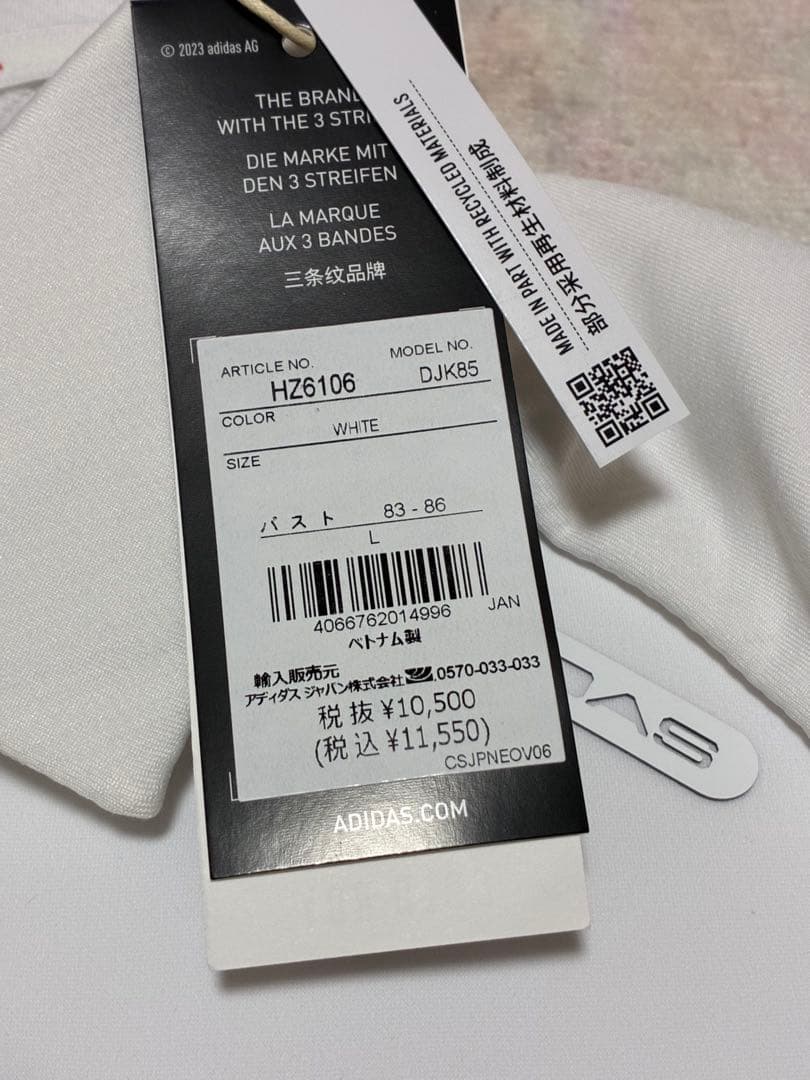 © 2023 adidas AG
THE BRAND
WITH THE 3 STRI
DIE MARKE MIT
DEN 3 STREIFEN
LA MARQUE
AUX 3 BANDES
三条纹品牌
MADE IN PART WITH RECYCLED MATERIALS
部分采用再生材料制成
ARTICLE NO. MODEL NO.
HZ6106 DJK85
COLOR
WHITE
SIZE
バスト 83 - 86
L
4066762014996 JAN
ベトナム製
輸入販売元
アディダス ジャパン株式会社 0570-033-033
税抜 ¥10,500
(税込 ¥11,550)
CSJPNEOV06
ADIDAS.COM
DAS